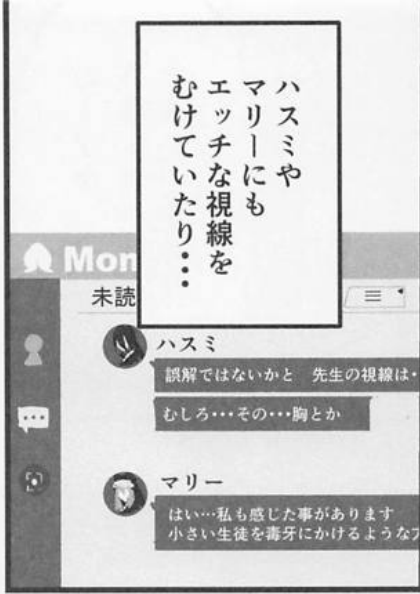 ハスミや
マリーにも
エッチな視線を
むけていたり・・・
Mom
未読
ハスミ
誤解ではないかと 先生の視線は・
むしろ・・・その・・・胸とか
マリー
はい…私も感じた事があります
小さい生徒を毒牙にかけるような